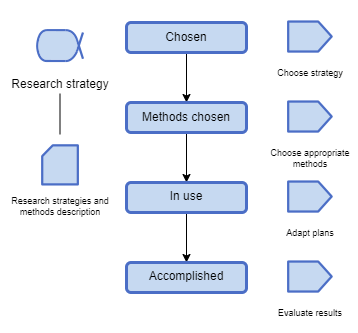 Chosen
Research strategy
Choose strategy
Methods chosen
Choose appropriate
methods
Research strategies and
methods description
In use
Adapt plans
Accomplished
Evaluate results